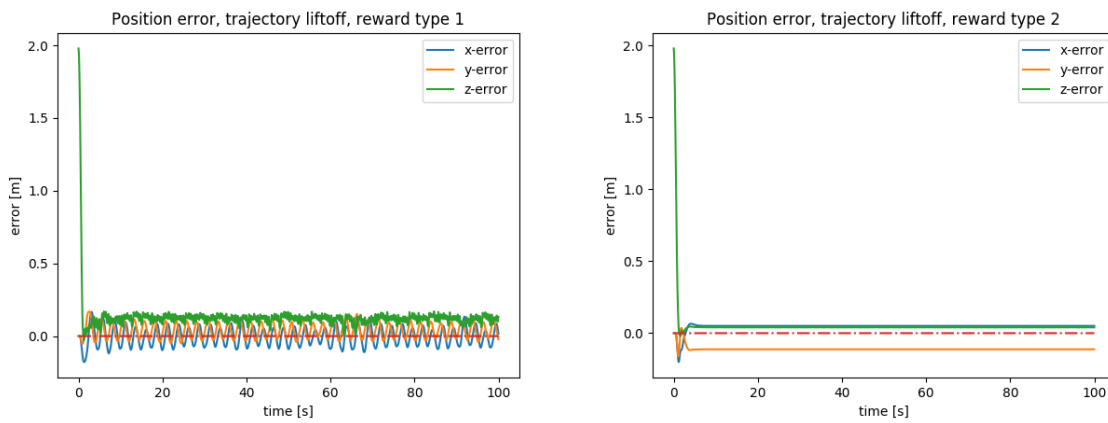 Position error, trajectory liftoff, reward type 1
2.0
1.5
1.0
0.5
0.0
error [m]
x-error
y-error
z-error
0 20 40 60 80 100
time [s]
Position error, trajectory liftoff, reward type 2
2.0
1.5
1.0
0.5
0.0
error [m]
x-error
y-error
z-error
0 20 40 60 80 100
time [s]